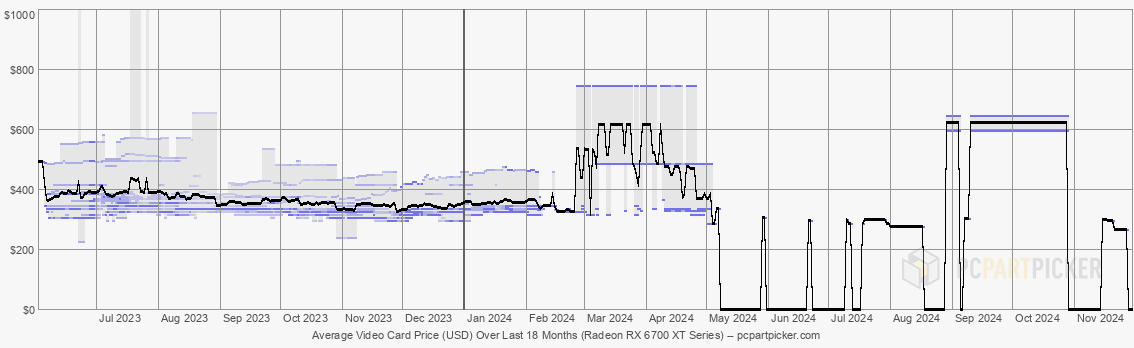 $1000
$800
$600
$400
$200
$0
PCPARTPICKER
Jul 2023 Aug 2023 Sep 2023 Oct 2023 Nov 2023 Dec 2023 Jan 2024 Feb 2024 Mar 2024 Apr 2024 May 2024 Jun 2024 Jul 2024 Aug 2024 Sep 2024 Oct 2024 Nov 2024
Average Video Card Price (USD) Over Last 18 Months (Radeon RX 6700 XT Series) -- pcpartpicker.com